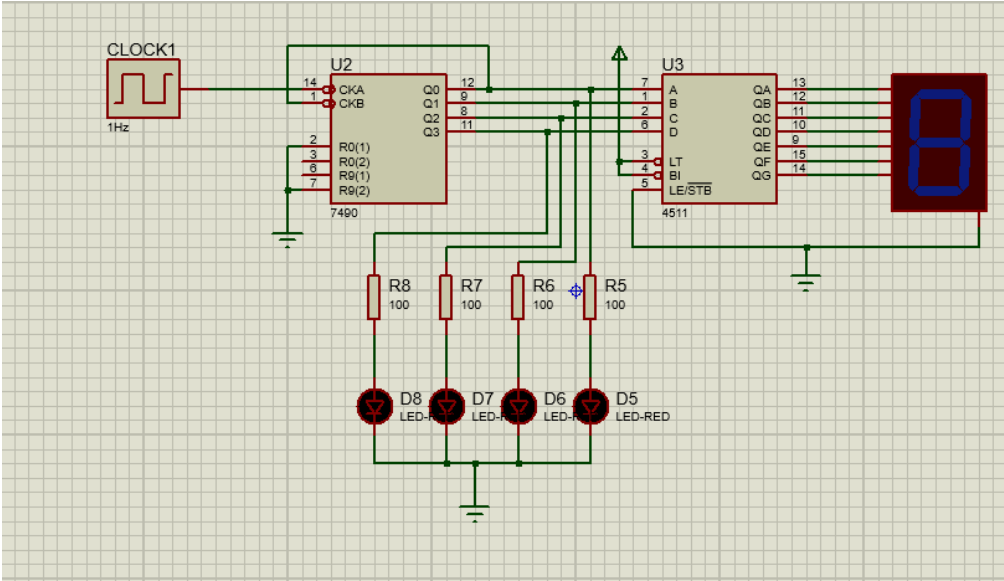 CLOCK1
1Hz
U2
14 CKA Q0 12
1 CKB Q1 9
Q2 8
Q3 11
2 R0(1)
3 R0(2)
6 R9(1)
7 R9(2)
7490
U3
7 A QA 13
1 B QB 12
2 C QC 11
6 D QD 10
QE 9
3 LT QF 15
4 BI QG 14
5 LE/STB
4511
R8
100
R7
100
R6
100
R5
100
D8
LED-R
D7
LED-R
D6
LED-R
D5
LED-RED